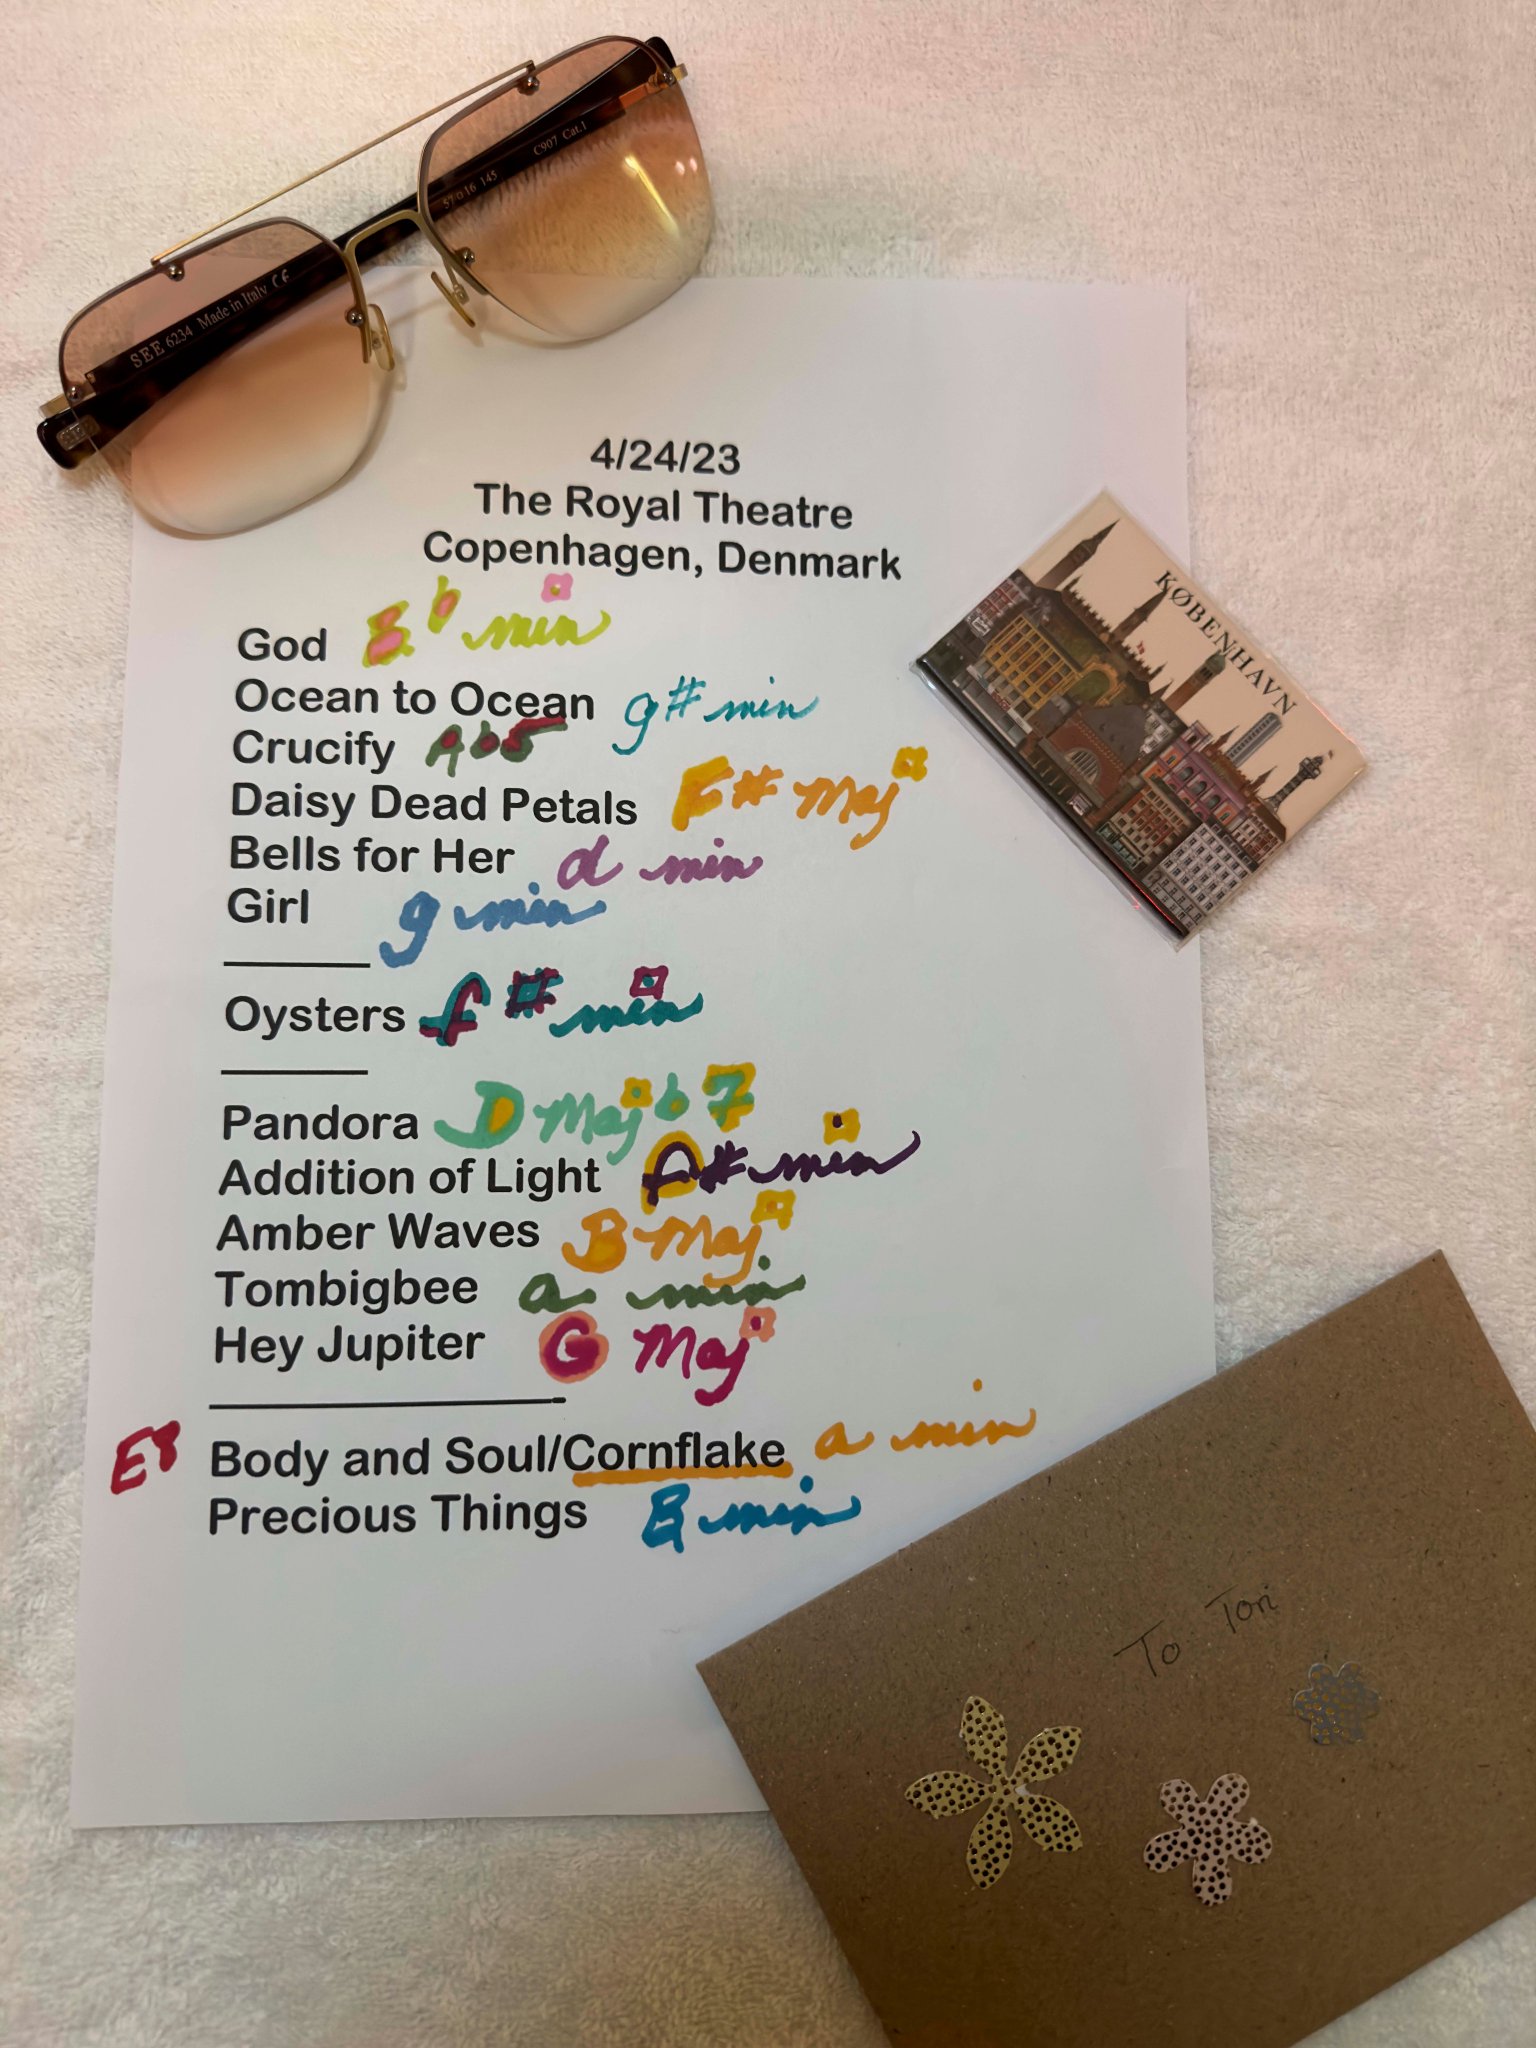 SEE 6234 Made in Italy CE
57 16 145
C907 Cat.1
4/24/23
The Royal Theatre
Copenhagen, Denmark
KØBENHAVN
God Eb min
Ocean to Ocean g# min
Crucify Ab5
Daisy Dead Petals F# Maj
Bells for Her d min
Girl g min
Oysters f# min
Pandora D Maj b7
Addition of Light F# min
Amber Waves B Maj
Tombigbee a min
Hey Jupiter G Maj
Body and Soul/Cornflake a min
Precious Things E min
To Tori